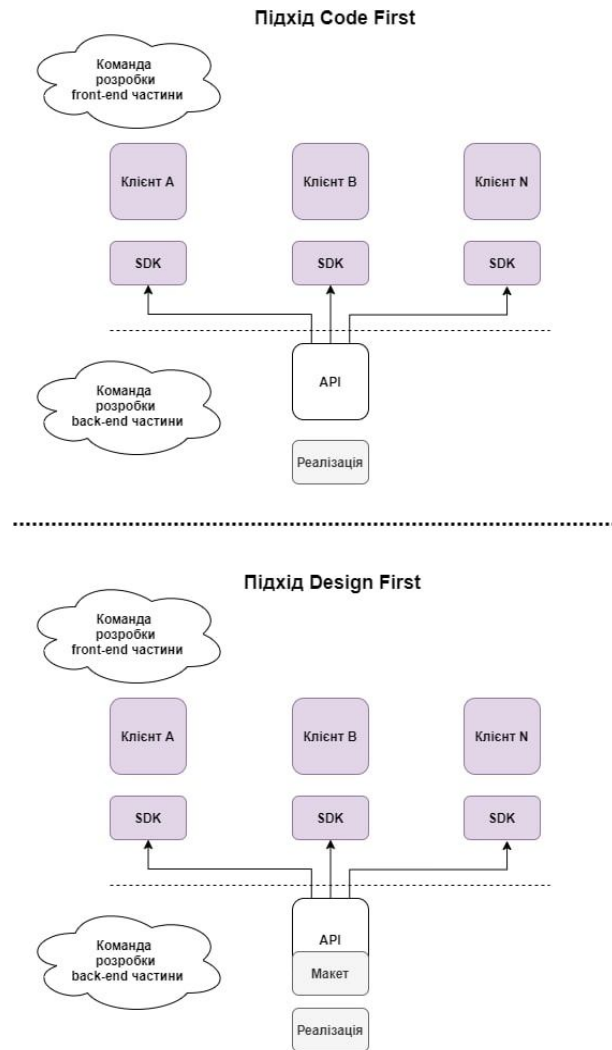 Підхід Code First
Команда
розробки
front-end частини
Клієнт A
Клієнт B
Клієнт N
SDK
SDK
SDK
API
Команда
розробки
back-end частини
Реалізація
Підхід Design First
Команда
розробки
front-end частини
Клієнт A
Клієнт B
Клієнт N
SDK
SDK
SDK
API
Команда
розробки
back-end частини
Макет
Реалізація